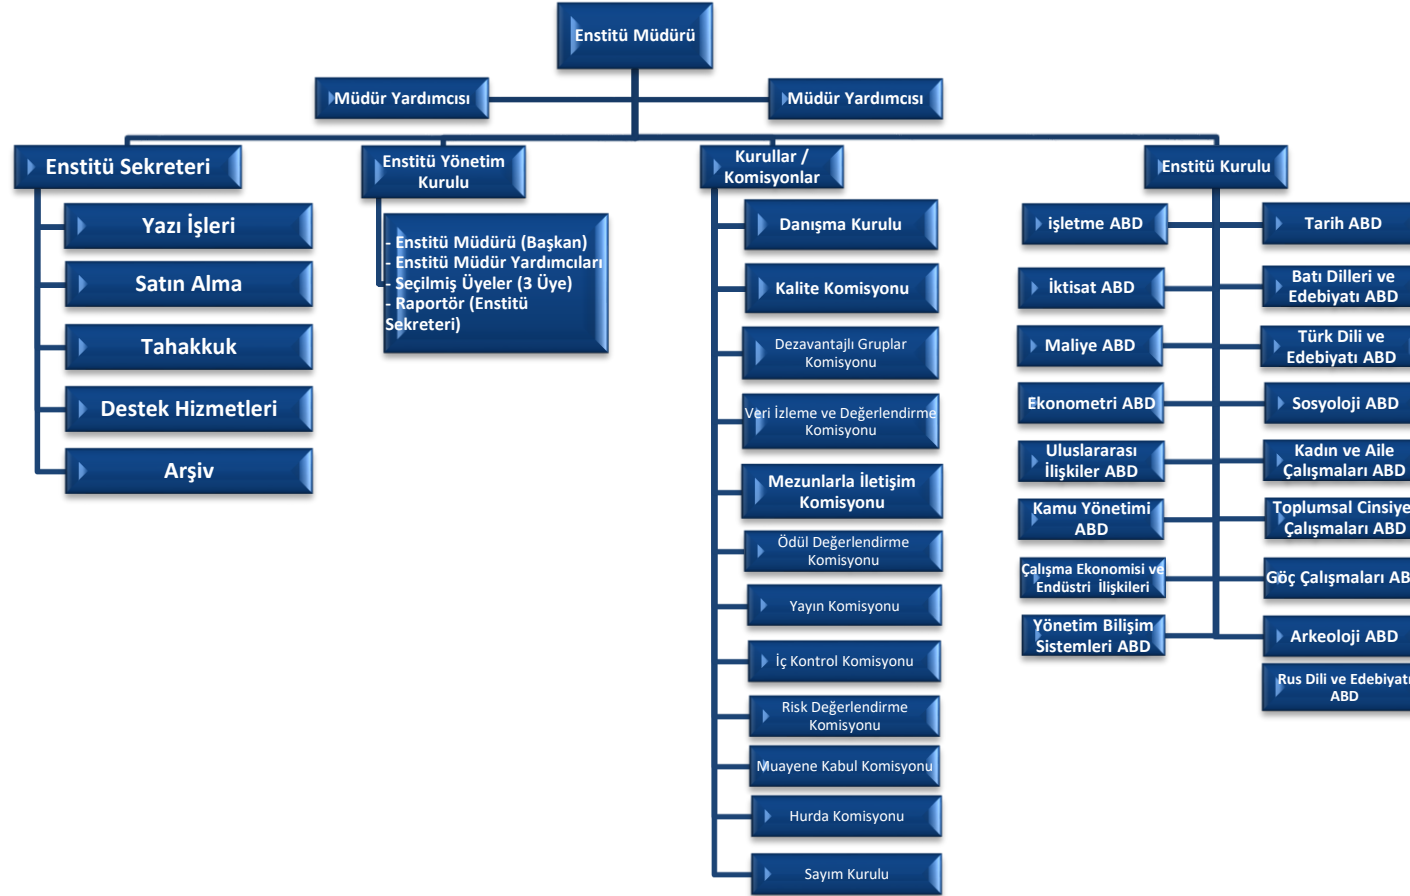 Enstitü Müdürü
Müdür Yardımcısı
Müdür Yardımcısı
Enstitü Sekreteri
Yazı İşleri
Satın Alma
Tahakkuk
Destek Hizmetleri
Arşiv
Enstitü Yönetim
Kurulu
- Enstitü Müdürü (Başkan)
- Enstitü Müdür Yardımcıları
- Seçilmiş Üyeler (3 Üye)
- Raportör (Enstitü
Sekreteri)
Kurullar /
Komisyonlar
Danışma Kurulu
Kalite Komisyonu
Dezavantajlı Gruplar
Komisyonu
Veri İzleme ve Değerlendirme
Komisyonu
Mezunlarla İletişim
Komisyonu
Ödül Değerlendirme
Komisyonu
Yayın Komisyonu
İç Kontrol Komisyonu
Risk Değerlendirme
Komisyonu
Muayene Kabul Komisyonu
Hurda Komisyonu
Sayım Kurulu
Enstitü Kurulu
işletme ABD
İktisat ABD
Maliye ABD
Ekonometri ABD
Uluslararası
İlişkiler ABD
Kamu Yönetimi
ABD
Çalışma Ekonomisi ve
Endüstri İlişkileri
Yönetim Bilişim
Sistemleri ABD
Tarih ABD
Batı Dilleri ve
Edebiyatı ABD
Türk Dili ve
Edebiyatı ABD
Sosyoloji ABD
Kadın ve Aile
Çalışmaları ABD
Toplumsal Cinsiye
Çalışmaları ABD
Göç Çalışmaları AB
Arkeoloji ABD
Rus Dili ve Edebiyatı
ABD